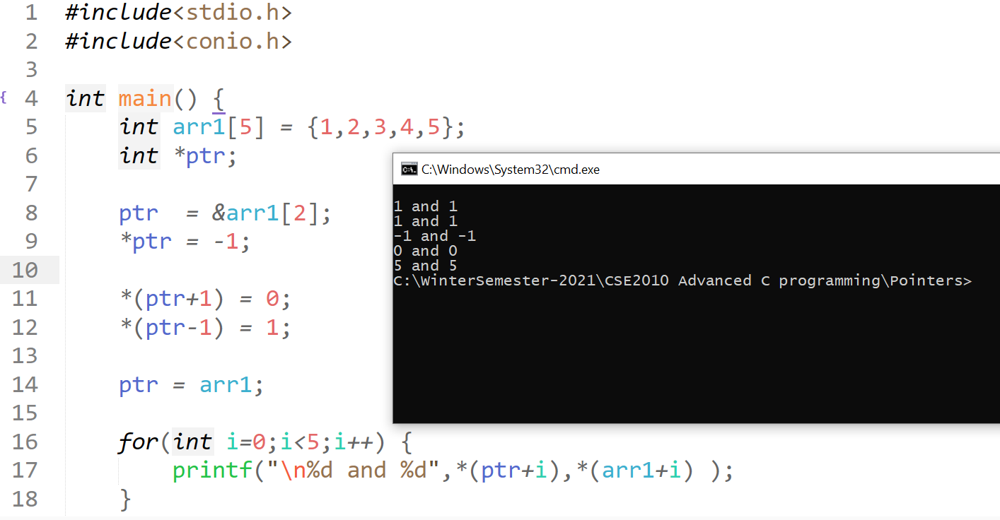 1 #include<stdio.h>
2 #include<conio.h>
3
{ 4 int main() {
5     int arr1[5] = {1,2,3,4,5};
6     int *ptr;
7
8     ptr  = &arr1[2];
9     *ptr = -1;
10
11     *(ptr+1) = 0;
12     *(ptr-1) = 1;
13
14     ptr = arr1;
15
16     for(int i=0;i<5;i++) {
17         printf("\n%d and %d",*(ptr+i),*(arr1+i) );
18     }
C:\. C:\Windows\System32\cmd.exe
1 and 1
1 and 1
-1 and -1
0 and 0
5 and 5
C:\WinterSemester-2021\CSE2010 Advanced C programming\Pointers>